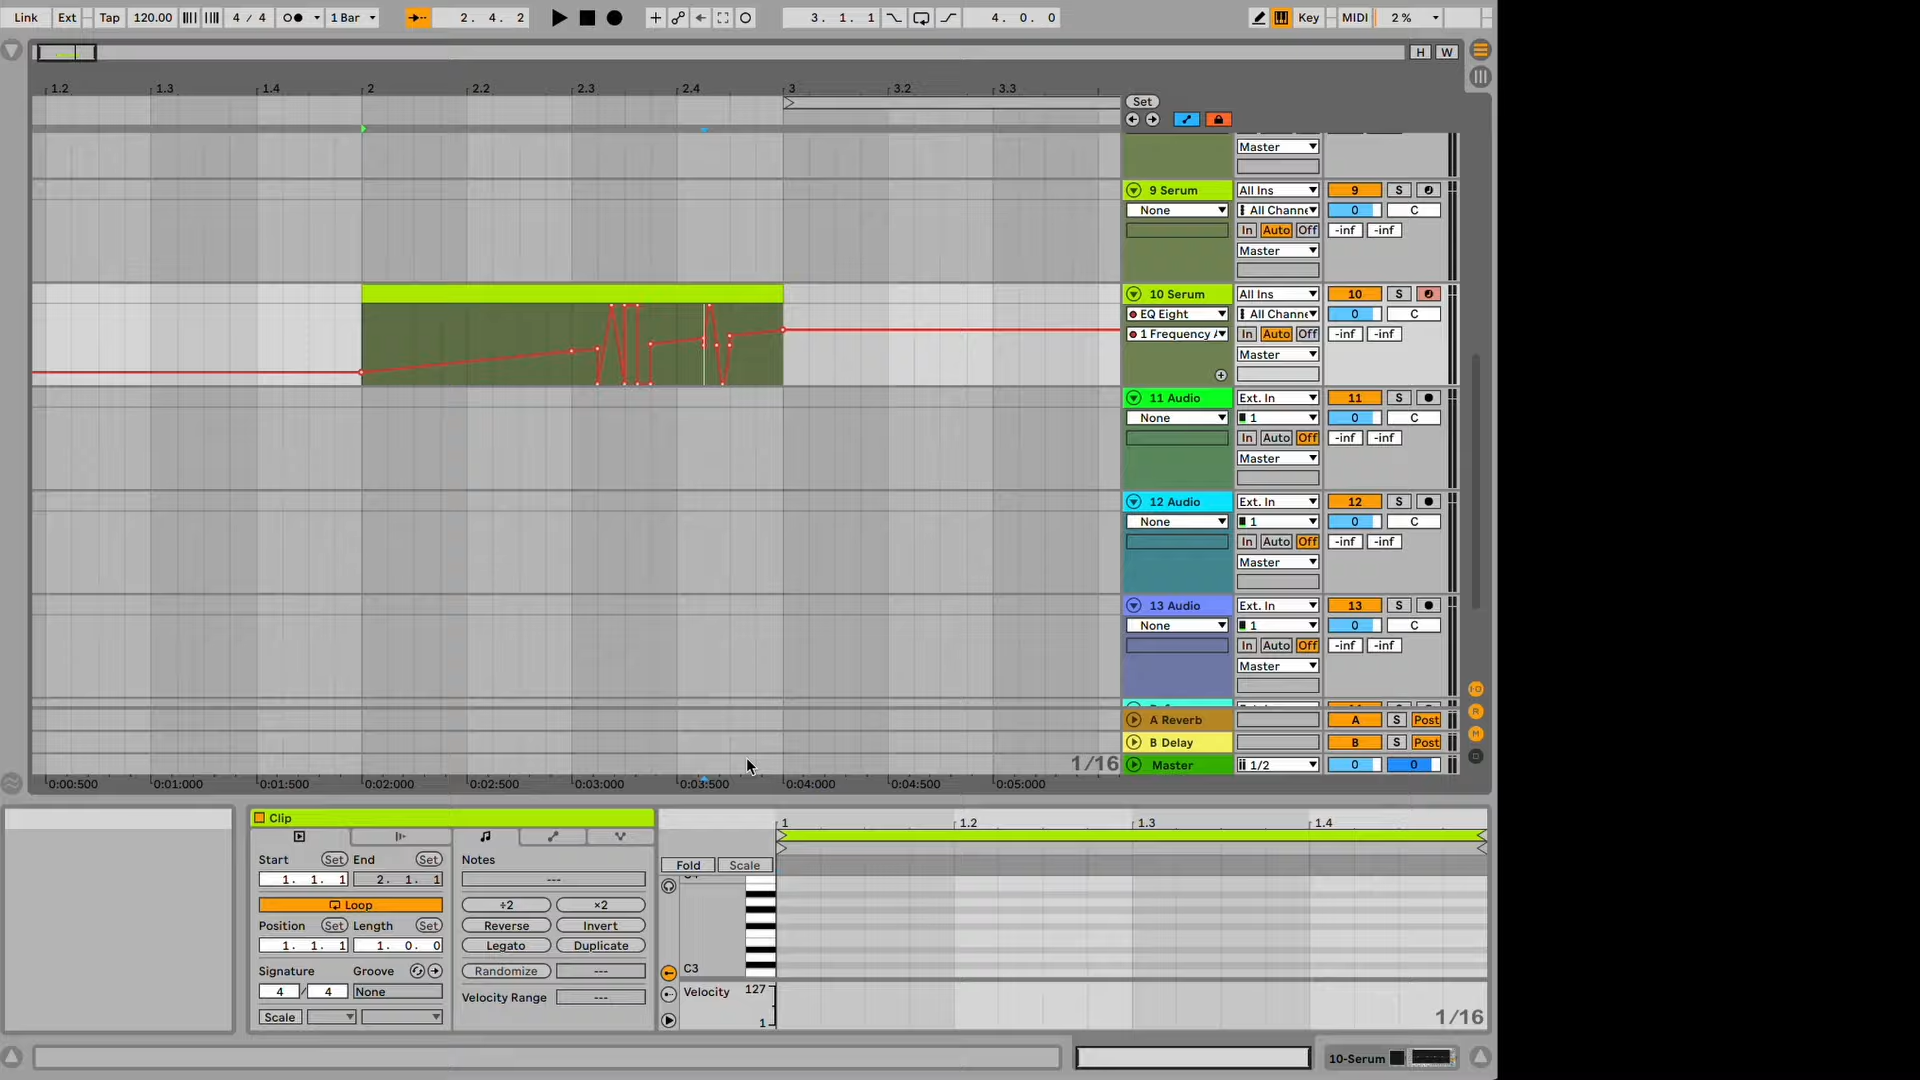 Link Ext Tap 120.00 4 / 4 1 Bar 2. 4. 2 3. 1. 1 4. 0. 0 Key MIDI 2 %
H W
1.2 1.3 1.4 2 2.2 2.3 2.4 3 3.2 3.3
Set
Master
9 Serum All Ins 9 S
None All Channe 0 C
In Auto Off -inf -inf
Master
10 Serum All Ins 10 S
EQ Eight All Channe 0 C
1 Frequency A In Auto Off -inf -inf
Master
11 Audio Ext. In 11 S
None 1 0 C
In Auto Off -inf -inf
Master
12 Audio Ext. In 12 S
None 1 0 C
In Auto Off -inf -inf
Master
13 Audio Ext. In 13 S
None 1 0 C
In Auto Off -inf -inf
Master
A Reverb A S Post
B Delay B S Post
1/16 Master 1/2 0 0
0:00:500 0:01:000 0:01:500 0:02:000 0:02:500 0:03:000 0:03:500 0:04:000 0:04:500 0:05:000
Clip
1 1.2 1.3 1.4
Start Set End Set Notes
Fold Scale
1. 1. 1 2. 1. 1 ---
Loop ÷2 ×2
Position Set Length Set Reverse Invert
1. 1. 1 1. 0. 0 Legato Duplicate
Signature Groove Randomize ---
C3
4 / 4 None Velocity Range ---
Velocity 127
Scale
1
1/16
10-Serum